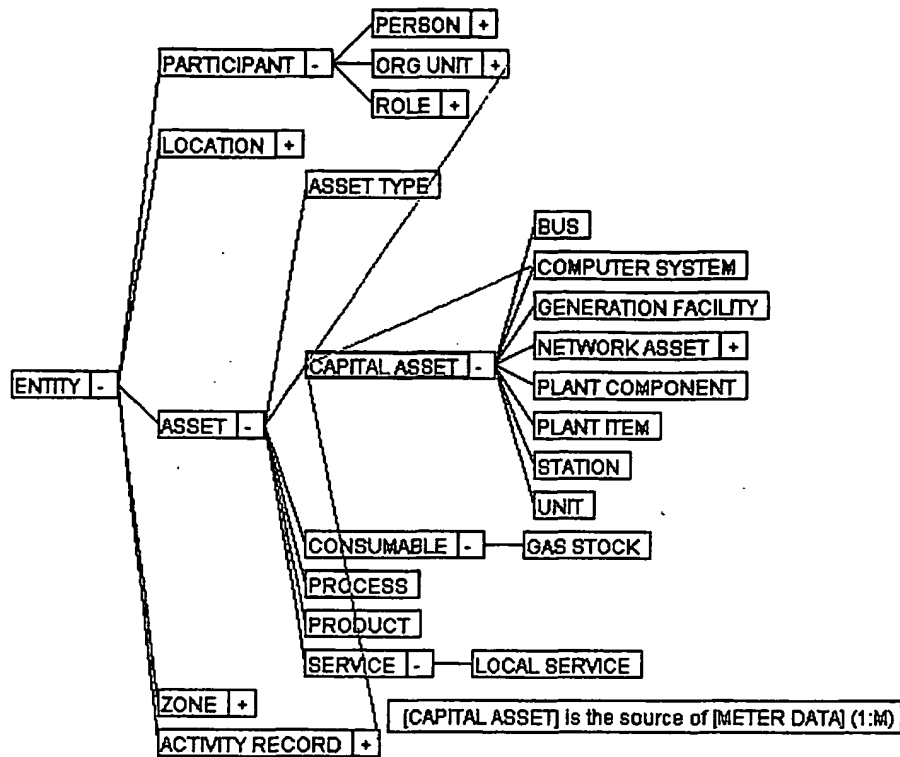 PERSON +
PARTICIPANT -
ORG UNIT +
ROLE +
LOCATION +
ASSET TYPE
BUS
COMPUTER SYSTEM
GENERATION FACILITY
NETWORK ASSET +
CAPITAL ASSET -
ENTITY -
PLANT COMPONENT
ASSET -
PLANT ITEM
STATION
UNIT
CONSUMABLE -
GAS STOCK
PROCESS
PRODUCT
SERVICE -
LOCAL SERVICE
ZONE +
[CAPITAL ASSET] is the source of [METER DATA] (1:M)
ACTIVITY RECORD +